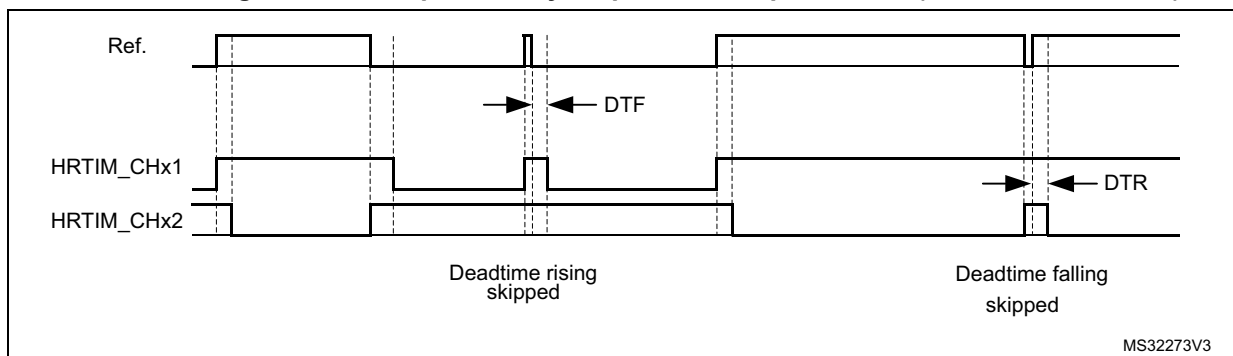 Ref.
DTF
HRTIM_CHx1
DTR
HRTIM_CHx2
Deadtime rising
skipped
Deadtime falling
skipped
MS32273V3